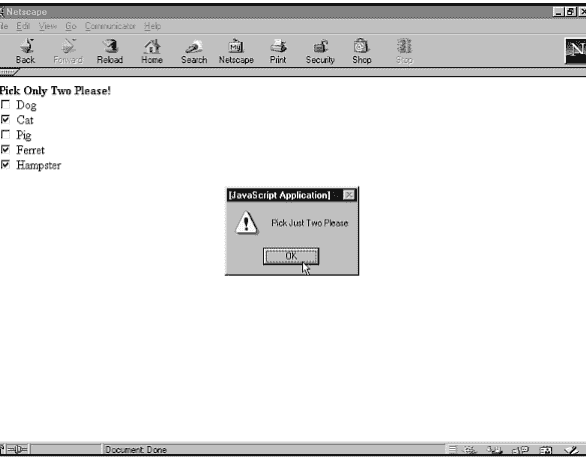 Netscape
File Edit View Go Communicator Help
Back Forward Reload Home Search Netscape Print Security Shop Stop
Pick Only Two Please!
Dog
Cat
Pig
Ferret
Hampster
[JavaScript Application]
Pick Just Two Please
OK
Document: Done